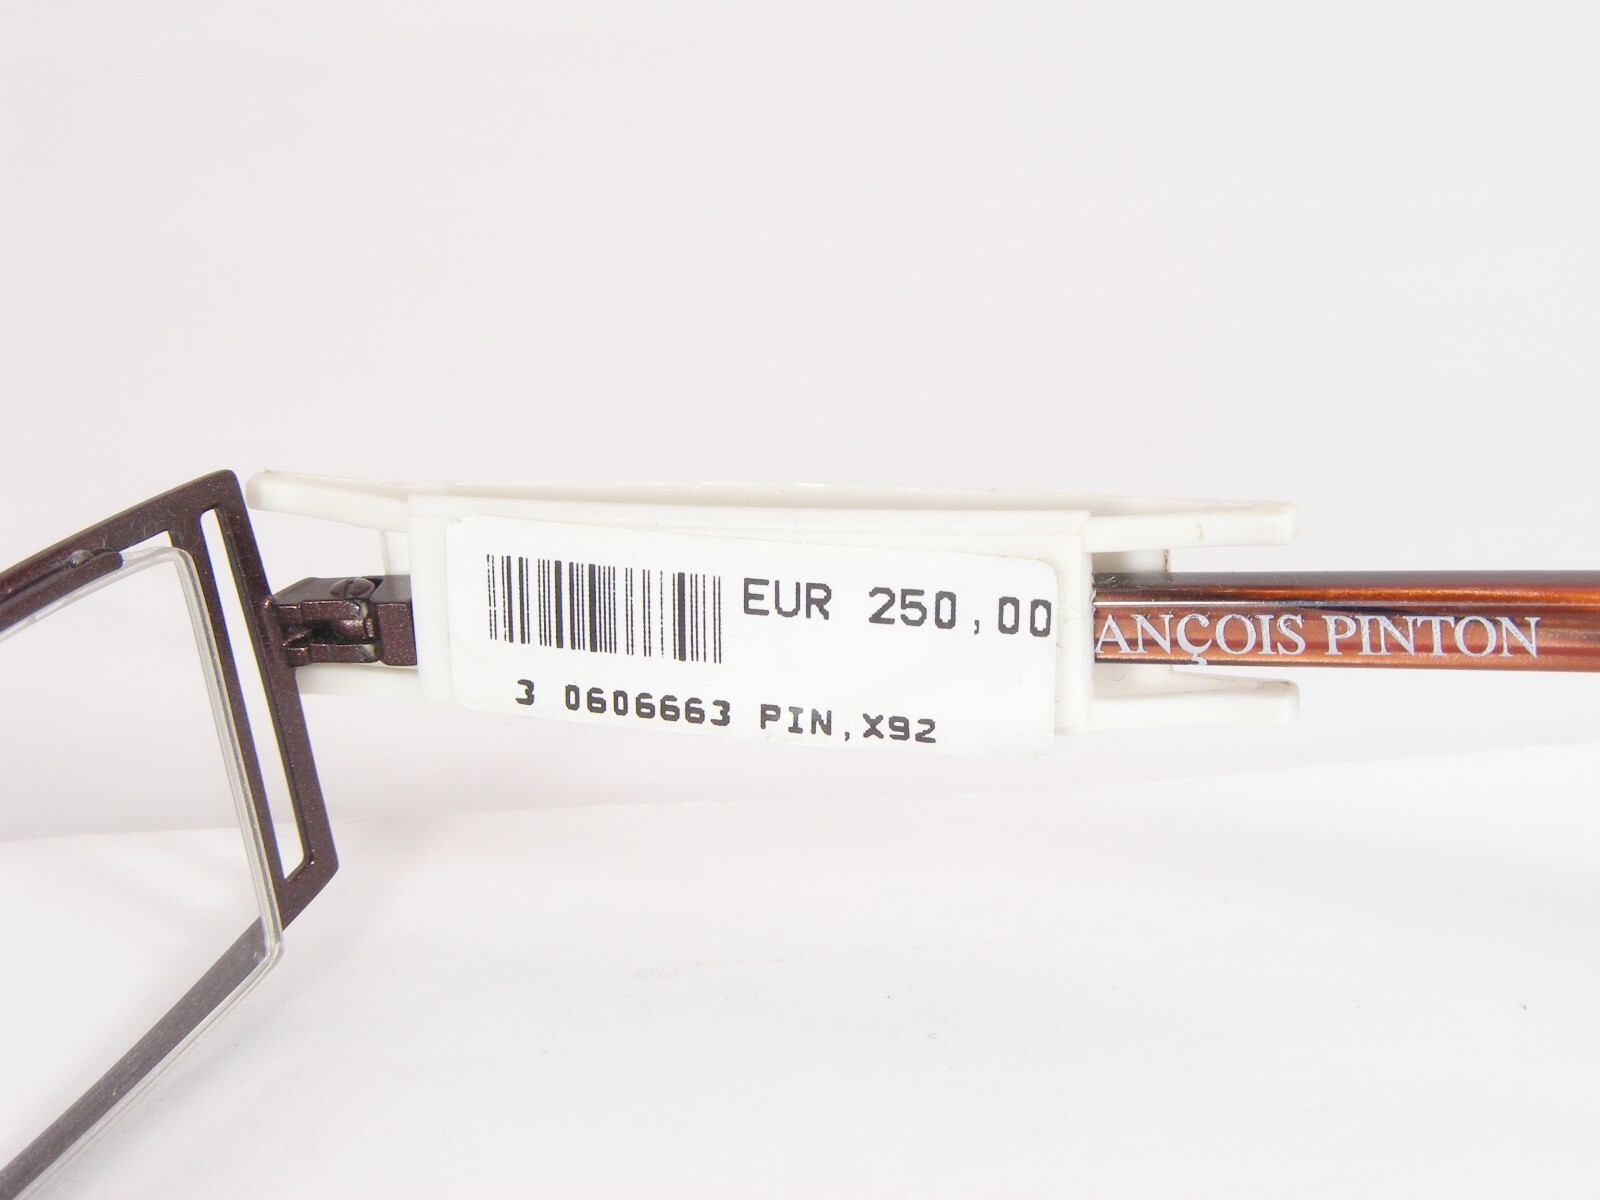 EUR 250,00
3 0606663 PIN,X92
ANÇOIS PINTON